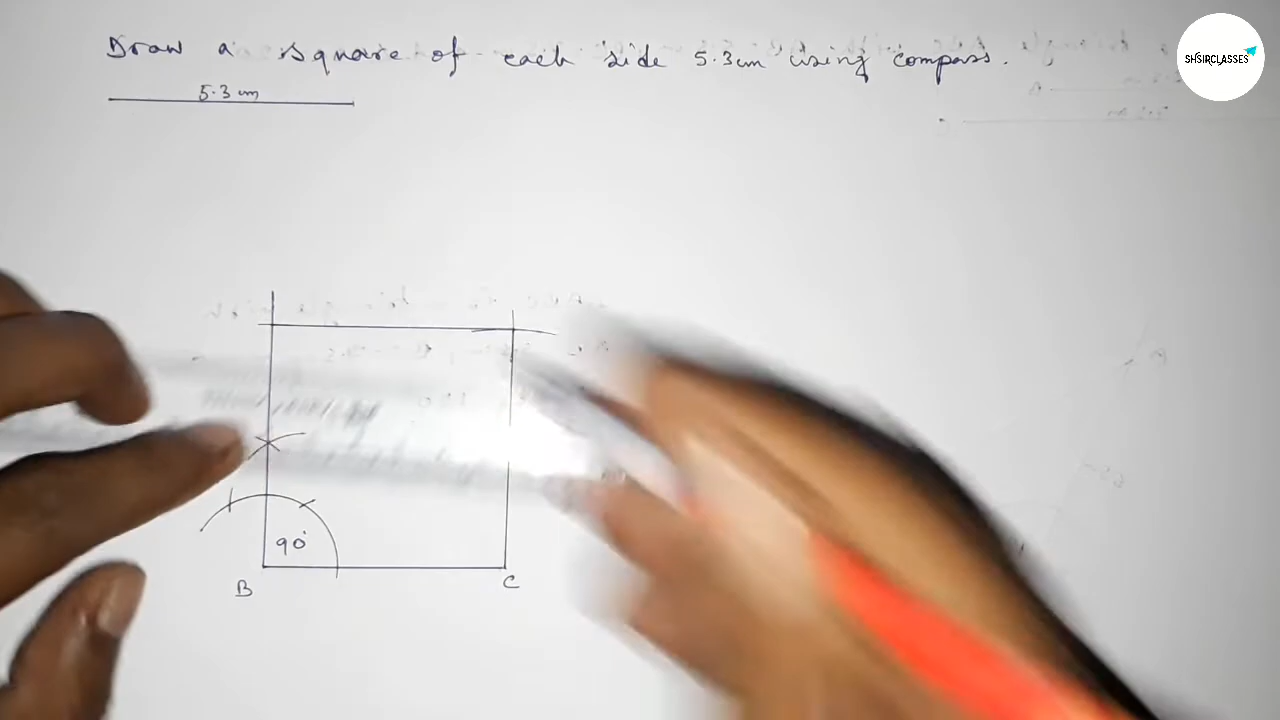 Draw a square of each side 5.3cm using compass.
SHSIRCLASSES
5.3 cm
90°
B
C